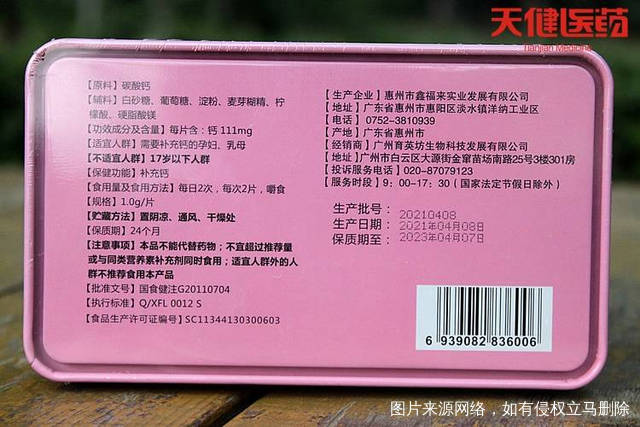 天健医药
Tianjian Medicine
【原料】碳酸钙
【辅料】白砂糖、葡萄糖、淀粉、麦芽糊精、柠
檬酸、硬脂酸镁
【功效成分及含量】每片含：钙 111mg
【适宜人群】需要补充钙的孕妇、乳母
【不适宜人群】17岁以下人群
【保健功能】补充钙
【食用量及食用方法】每日2次，每次2片，嚼食
【规格】1.0g/片
【贮藏方法】置阴凉、通风、干燥处
【保质期】24个月
【注意事项】本品不能代替药物；不宜超过推荐量
或与同类营养素补充剂同时食用；适宜人群外的人
群不推荐食用本产品
【批准文号】国食健注G20110704
【执行标准】Q/XFL 0012 S
【食品生产许可证编号】SC11344130300603
【生产企业】惠州市鑫福来实业发展有限公司
【地址】广东省惠州市惠阳区淡水镇洋纳工业区
【电话】0752-3810939
【产地】广东省惠州市
【经销商】广州育英坊生物科技发展有限公司
【地址】广州市白云区大源街金窜苗场南路25号3楼301房
【投诉服务电话】020-87079123
【服务时段】9：00-17：30（国家法定节假日除外）
生产批号：20210408
生产日期：2021年04月08日
保质期至：2023年04月07日
6 939082 836006
图片来源网络，如有侵权立马删除